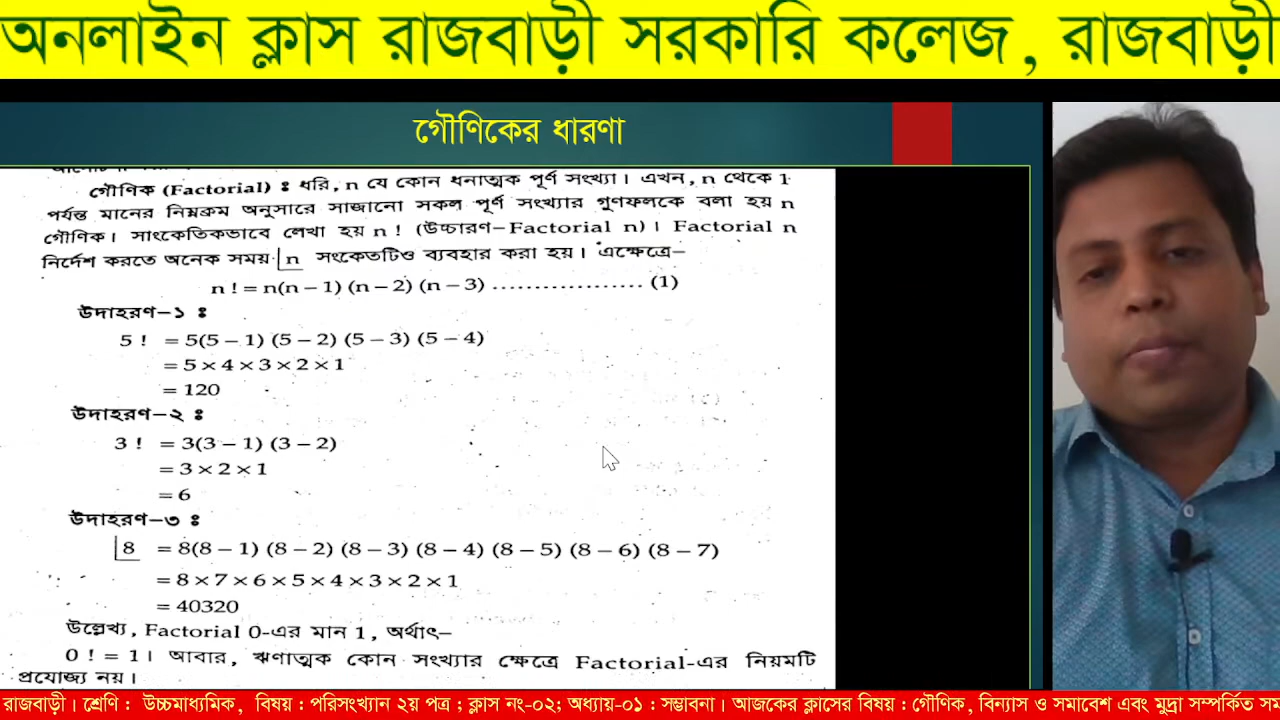 অনলাইন ক্লাস রাজবাড়ী সরকারি কলেজ, রাজবাড়ী
গৌণিকের ধারণা
গৌণিক (Factorial) ঃ ধরি, n যে কোন ধনাত্মক পূর্ণ সংখ্যা। এখন, n থেকে 1
পর্যন্ত মানের নিম্নক্রম অনুসারে সাজানো সকল পূর্ণ সংখ্যার গুণফলকে বলা হয় n
গৌণিক। সাংকেতিকভাবে লেখা হয় n ! (উচ্চারণ–Factorial n)। Factorial n
নির্দেশ করতে অনেক সময় |n সংকেতটিও ব্যবহার করা হয়। এক্ষেত্রে–
n ! = n(n – 1) (n – 2) (n – 3) .................. (1)
উদাহরণ–১ ঃ
5 ! = 5(5 – 1) (5 – 2) (5 – 3) (5 – 4)
= 5 × 4 × 3 × 2 × 1
= 120
উদাহরণ–২ ঃ
3 ! = 3(3 – 1) (3 – 2)
= 3 × 2 × 1
= 6
উদাহরণ–৩ ঃ
|8 = 8(8 – 1) (8 – 2) (8 – 3) (8 – 4) (8 – 5) (8 – 6) (8 – 7)
= 8 × 7 × 6 × 5 × 4 × 3 × 2 × 1
= 40320
উল্লেখ্য, Factorial 0-এর মান 1, অর্থাৎ–
0 ! = 1। আবার, ঋণাত্মক কোন সংখ্যার ক্ষেত্রে Factorial-এর নিয়মটি
প্রযোজ্য নয়।
রাজবাড়ী। শ্রেণি : উচ্চমাধ্যমিক, বিষয় : পরিসংখ্যান ২য় পত্র ; ক্লাস নং-০২; অধ্যায়-০১ : সম্ভাবনা। আজকের ক্লাসের বিষয় : গৌণিক, বিন্যাস ও সমাবেশ এবং মুদ্রা সম্পর্কিত